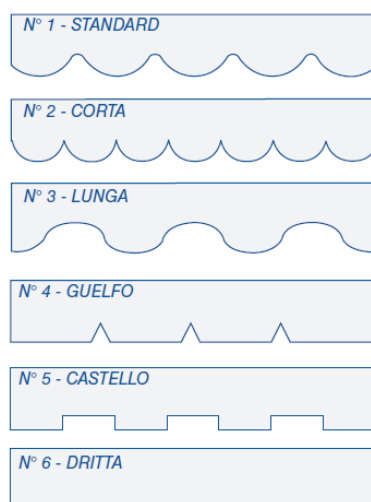 N° 1 - STANDARD
N° 2 - CORTA
N° 3 - LUNGA
N° 4 - GUELFO
N° 5 - CASTELLO
N° 6 - DRITTA